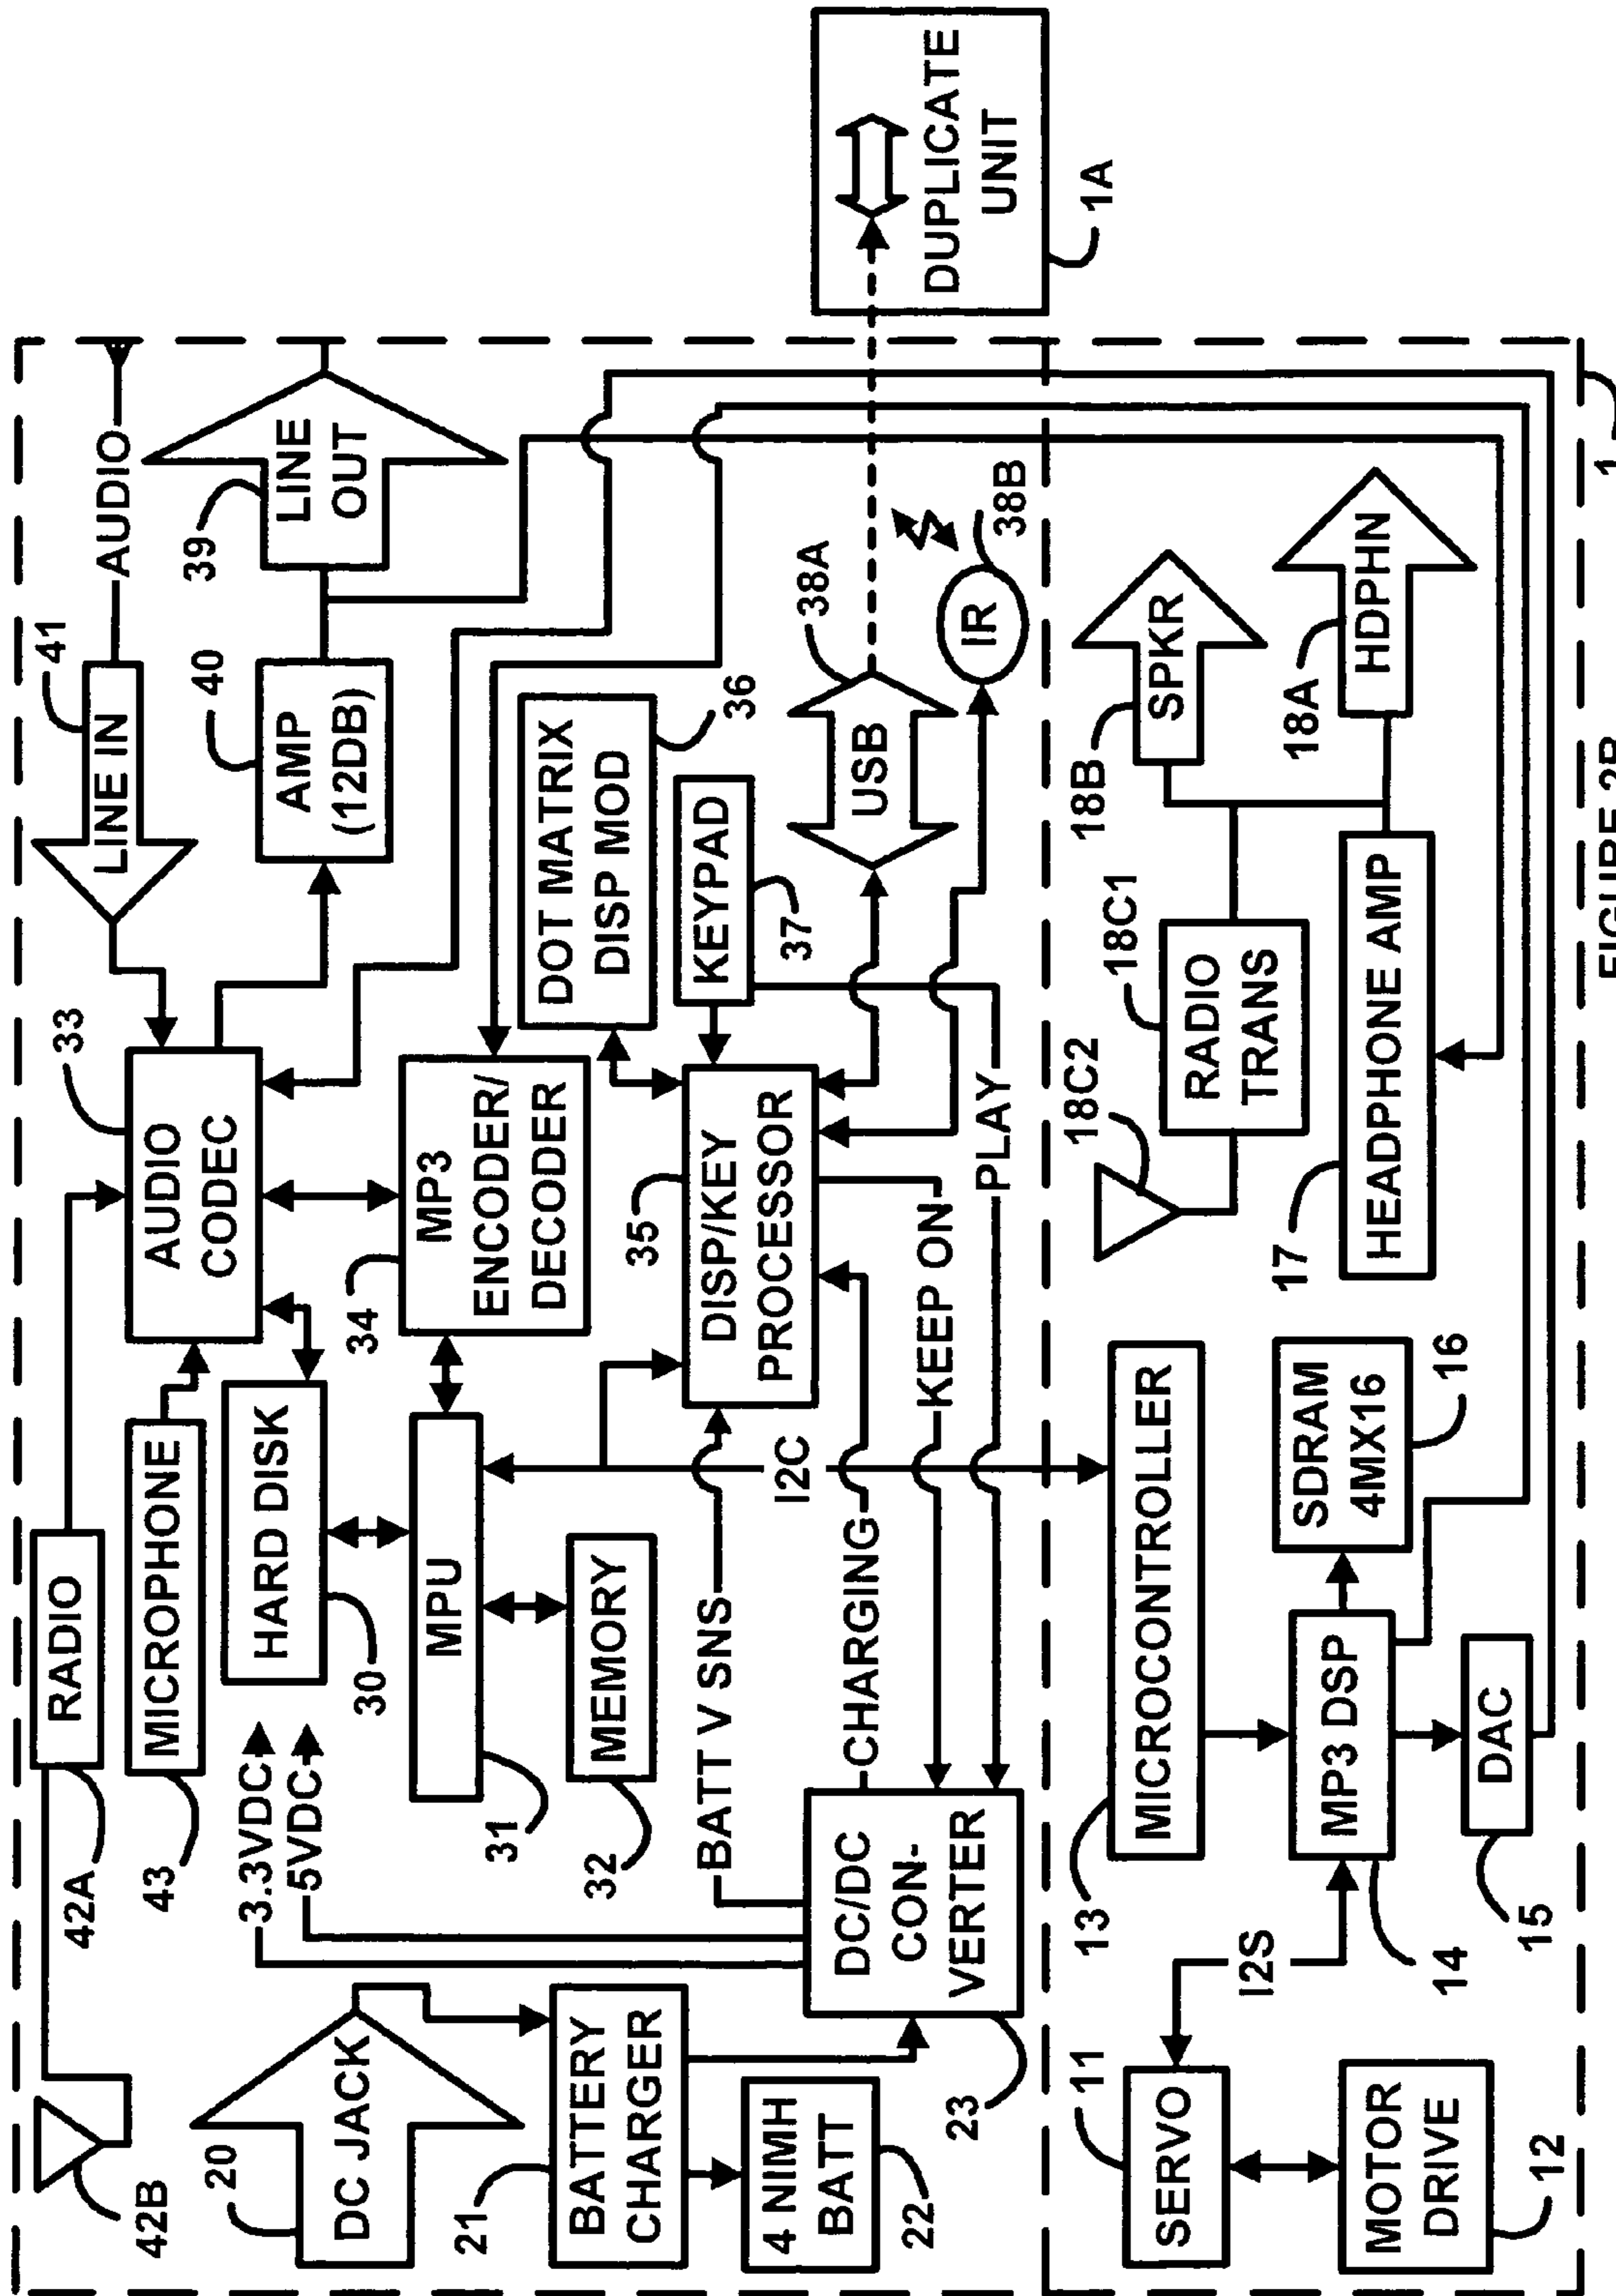 42B
42A
RADIO
43
MICROPHONE
33
AUDIO
CODEC
41
LINE IN
AUDIO
20
DC JACK
3.3VDC
5VDC
30
HARD DISK
40
AMP
(12DB)
39
LINE
OUT
21
BATTERY
CHARGER
31
MPU
34
MP3
ENCODER/
DECODER
32
MEMORY
DOT MATRIX
DISP MOD
36
22
4 NIMH
BATT
BATT V SNS
35
DISP/KEY
PROCESSOR
KEYPAD
37
I2C
23
DC/DC
CON-
VERTER
CHARGING
KEEP ON
PLAY
USB
38A
IR
38B
DUPLICATE
UNIT
1A
11
SERVO
I2S
13
MICROCONTROLLER
18C2
18C1
RADIO
TRANS
18B
SPKR
12
MOTOR
DRIVE
14
MP3 DSP
SDRAM
4MX16
16
17
HEADPHONE AMP
18A
HDPHN
15
DAC
1
FIGURE 2B